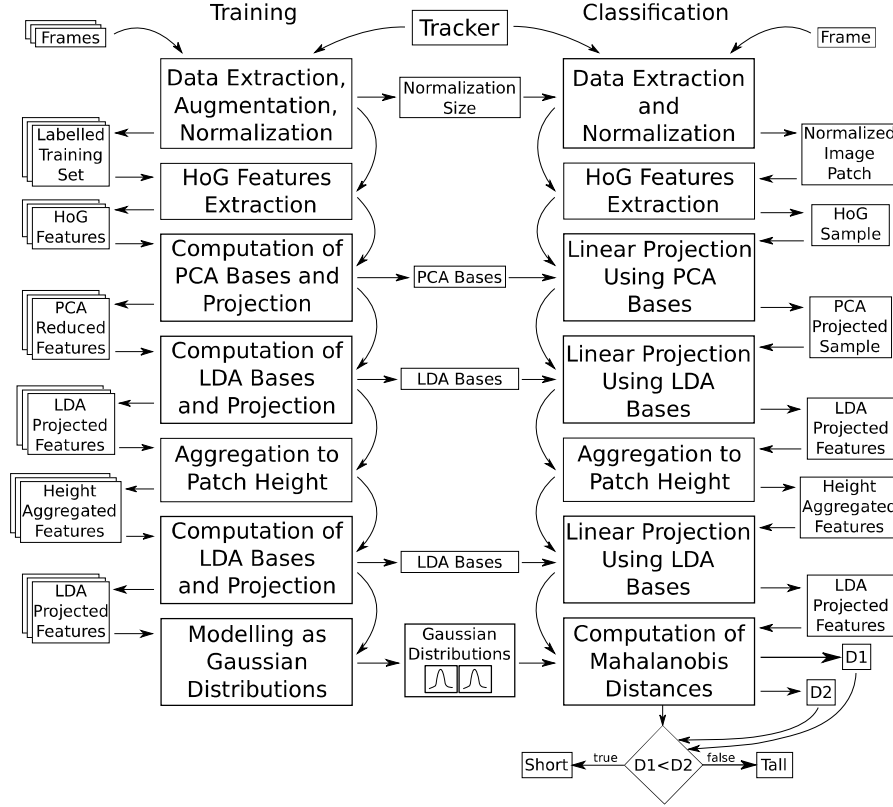 Training
Classification
Tracker
Frames
Frame
Data Extraction,
Augmentation,
Normalization
Normalization
Size
Data Extraction
and
Normalization
Labelled
Training
Set
Normalized
Image
Patch
HoG Features
Extraction
HoG Features
Extraction
HoG
Features
HoG
Sample
Computation of
PCA Bases and
Projection
PCA Bases
Linear Projection
Using PCA
Bases
PCA
Reduced
Features
PCA
Projected
Sample
Computation of
LDA Bases
and Projection
LDA Bases
Linear Projection
Using LDA
Bases
LDA
Projected
Features
LDA
Projected
Features
Aggregation to
Patch Height
Aggregation to
Patch Height
Height
Aggregated
Features
Height
Aggregated
Features
Computation of
LDA Bases
and Projection
LDA Bases
Linear Projection
Using LDA
Bases
LDA
Projected
Features
LDA
Projected
Features
Modelling as
Gaussian
Distributions
Gaussian
Distributions
Computation of
Mahalanobis
Distances
D1
D2
Short
true
D1<D2
false
Tall